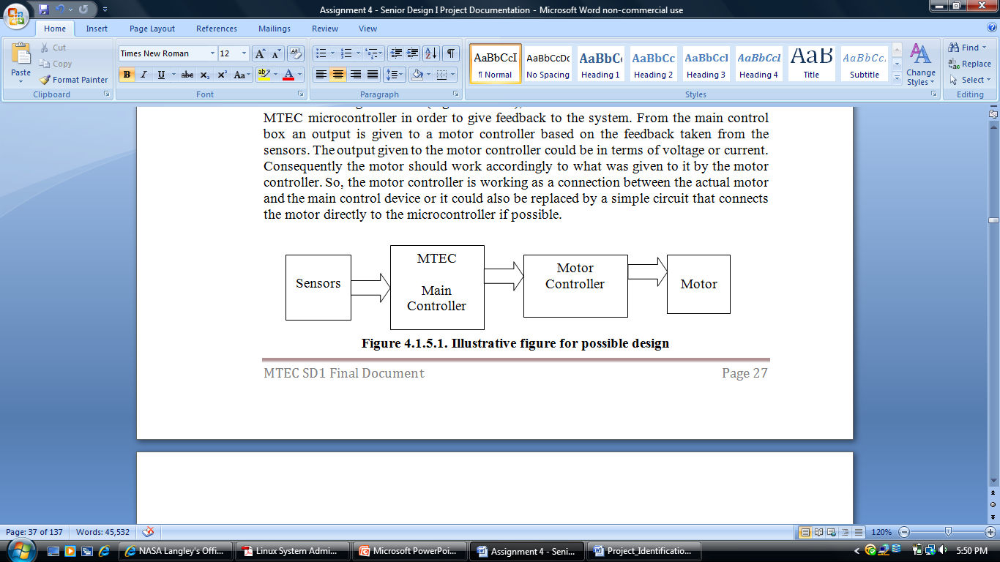 Assignment 4 - Senior Design I Project Documentation - Microsoft Word non-commercial use
Home Insert Page Layout References Mailings Review View
Paste
Cut
Copy
Format Painter
Clipboard
Times New Roman 12
Font
Paragraph
AaBbCcI AaBbCcDc AaBbC AaBbCc AaBbCcI AaBbCcI AaB AaBbCc.
¶ Normal No Spacing Heading 1 Heading 2 Heading 3 Heading 4 Title Subtitle
Change Styles
Styles
Find
Replace
Select
Editing
MTEC microcontroller in order to give feedback to the system. From the main control
box an output is given to a motor controller based on the feedback taken from the
sensors. The output given to the motor controller could be in terms of voltage or current.
Consequently the motor should work accordingly to what was given to it by the motor
controller. So, the motor controller is working as a connection between the actual motor
and the main control device or it could also be replaced by a simple circuit that connects
the motor directly to the microcontroller if possible.
Sensors
MTEC
Main
Controller
Motor
Controller
Motor
Figure 4.1.5.1. Illustrative figure for possible design
MTEC SD1 Final Document Page 27
Page: 37 of 137 Words: 45,532 120%
NASA Langley's Offi... Linux System Admi... Microsoft PowerPoi... Assignment 4 - Seni... Project_Identificatio... 5:50 PM